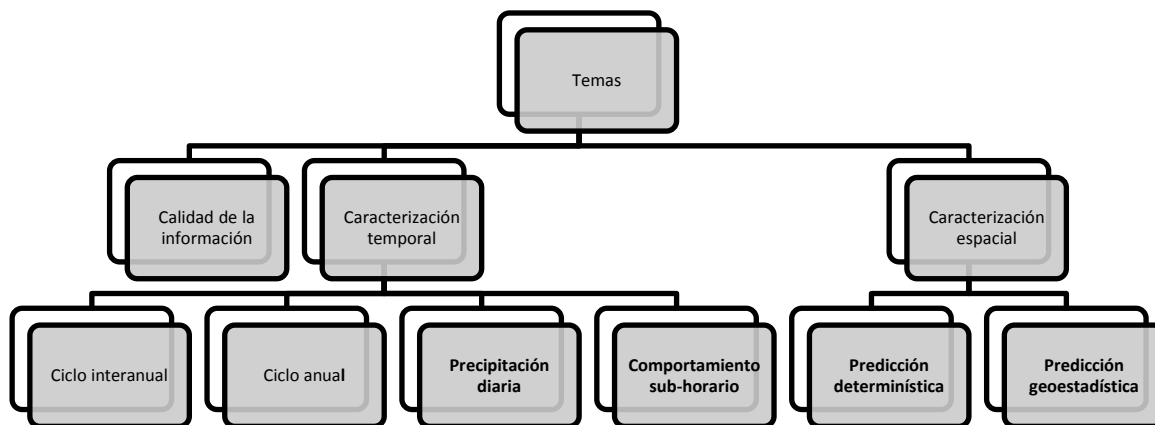 Temas
Calidad de la
información
Caracterización
temporal
Caracterización
espacial
Ciclo interanual
Ciclo anual
Precipitación
diaria
Comportamiento
sub-horario
Predicción
determinística
Predicción
geoestadística